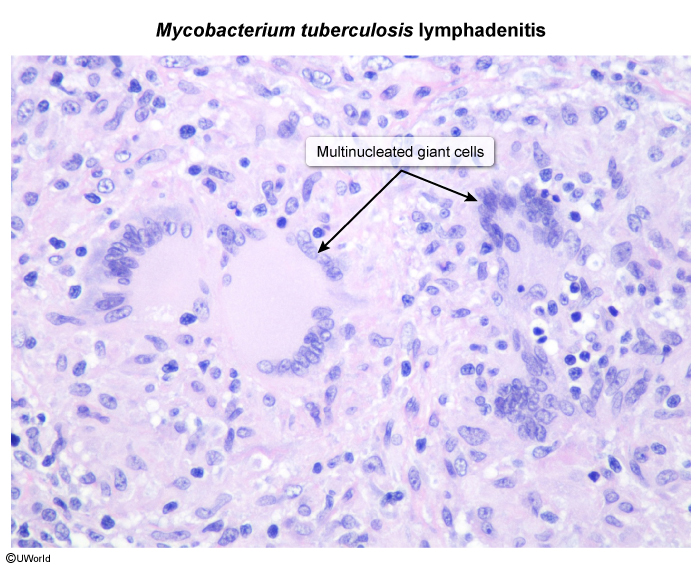 Mycobacterium tuberculosis lymphadenitis
Multinucleated giant cells
©UWorld